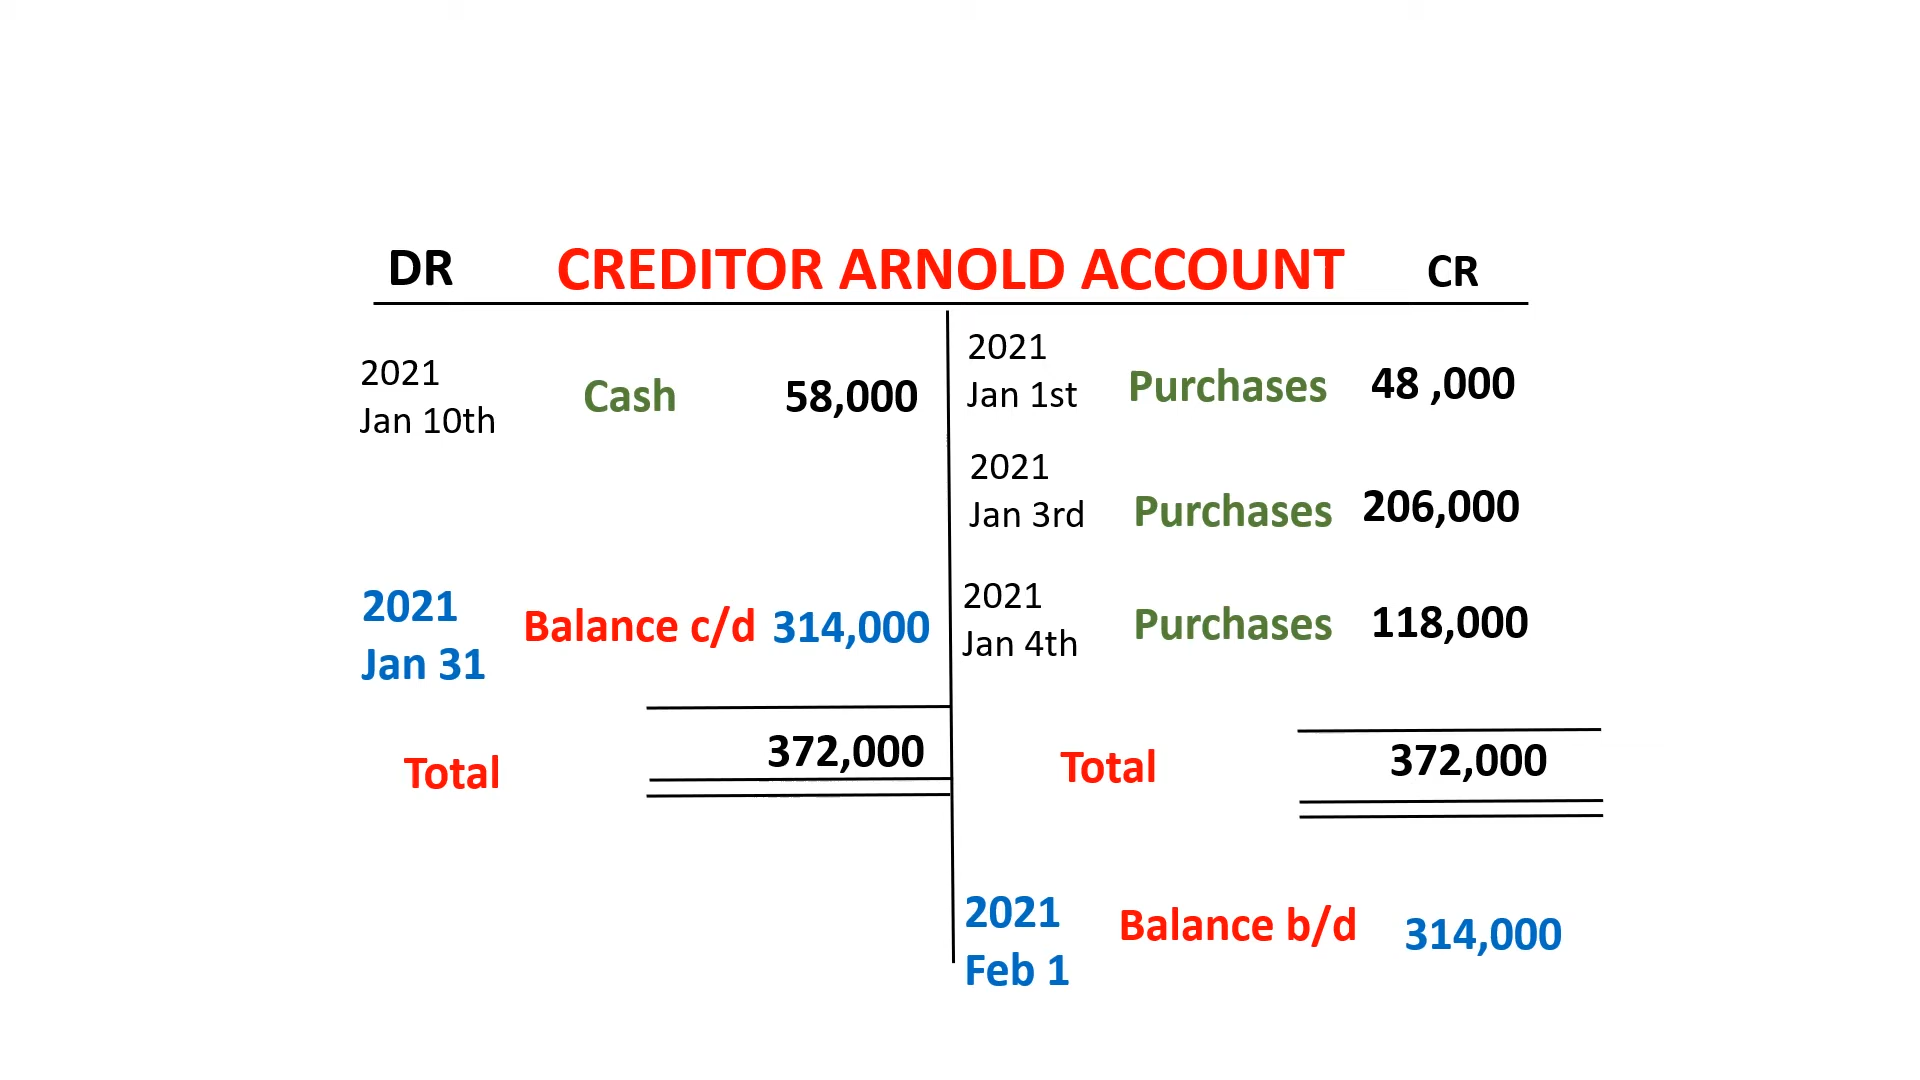 DR CREDITOR ARNOLD ACCOUNT CR
2021
Jan 10th Cash 58,000
2021
Jan 31 Balance c/d 314,000
Total 372,000
2021
Jan 1st Purchases 48 ,000
2021
Jan 3rd Purchases 206,000
2021
Jan 4th Purchases 118,000
Total 372,000
2021
Feb 1 Balance b/d 314,000